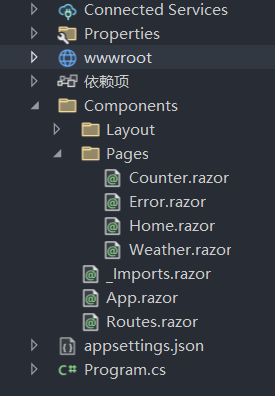 Connected Services
Properties
wwwroot
依赖项
Components
Layout
Pages
Counter.razor
Error.razor
Home.razor
Weather.razor
_Imports.razor
App.razor
Routes.razor
appsettings.json
C# Program.cs